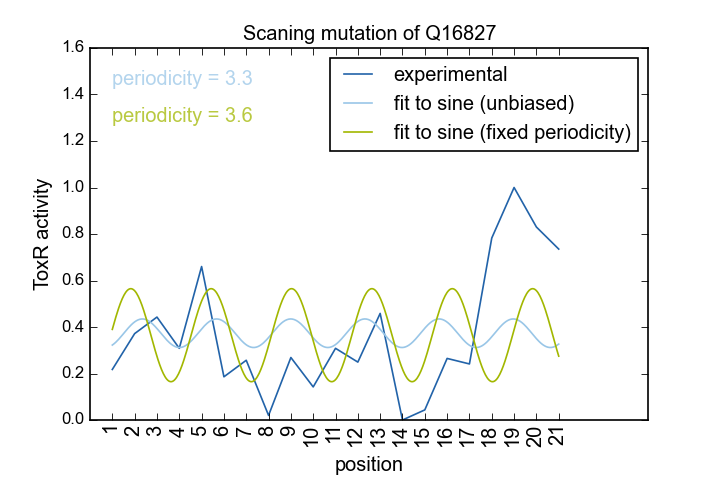 Scaning mutation of Q16827
periodicity = 3.3
periodicity = 3.6
experimental
fit to sine (unbiased)
fit to sine (fixed periodicity)
ToxR activity
1.6
1.4
1.2
1.0
0.8
0.6
0.4
0.2
0.0
1 2 3 4 5 6 7 8 9 10 11 12 13 14 15 16 17 18 19 20 21
position